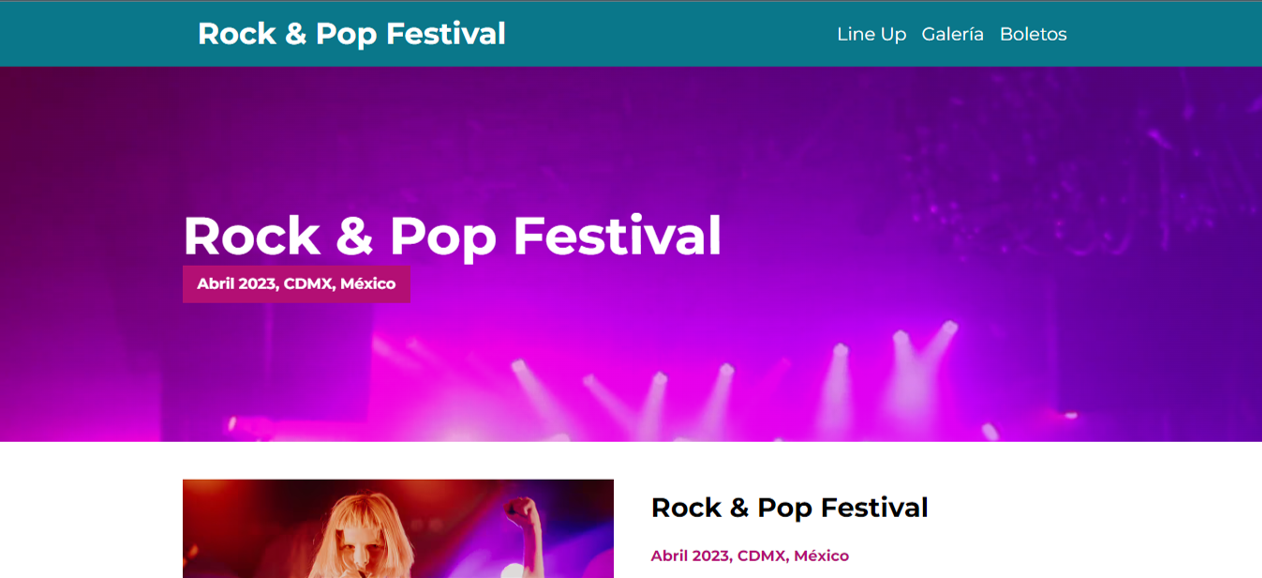 Rock & Pop Festival
Line Up Galería Boletos
Rock & Pop Festival
Abril 2023, CDMX, México
Rock & Pop Festival
Abril 2023, CDMX, México